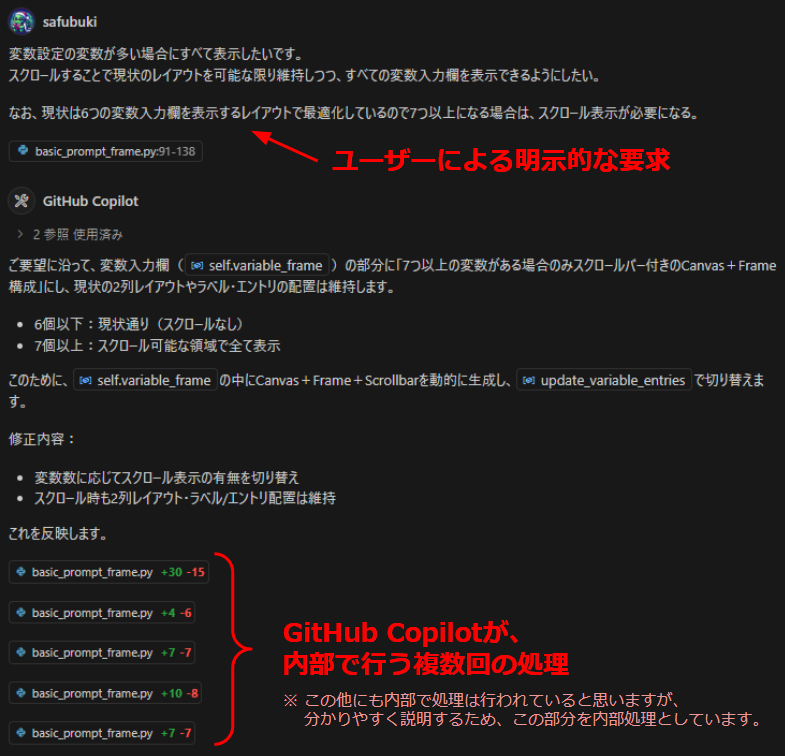 safubuki
変数設定の変数が多い場合にすべて表示したいです。
スクロールすることで現状のレイアウトを可能な限り維持しつつ、すべての変数入力欄を表示できるようにしたい。
なお、現状は6つの変数入力欄を表示するレイアウトで最適化しているので7つ以上になる場合は、スクロール表示が必要になる。
basic_prompt_frame.py:91-138
ユーザーによる明示的な要求
GitHub Copilot
2 参照 使用済み
ご要望に沿って、変数入力欄（ self.variable_frame ）の部分に「7つ以上の変数がある場合のみスクロールバー付きのCanvas＋Frame
構成」にし、現状の2列レイアウトやラベル・エントリの配置は維持します。
• 6個以下：現状通り（スクロールなし）
• 7個以上：スクロール可能な領域で全て表示
このために、 self.variable_frame の中にCanvas＋Frame＋Scrollbarを動的に生成し、 update_variable_entries で切り替えま
す。
修正内容：
• 変数数に応じてスクロール表示の有無を切り替え
• スクロール時も2列レイアウト・ラベル/エントリ配置は維持
これを反映します。
basic_prompt_frame.py +30 -15
basic_prompt_frame.py +4 -6
basic_prompt_frame.py +7 -7
basic_prompt_frame.py +10 -8
basic_prompt_frame.py +7 -7
GitHub Copilotが、
内部で行う複数回の処理
※ この他にも内部で処理は行われていると思いますが、
分かりやすく説明するため、この部分を内部処理としています。